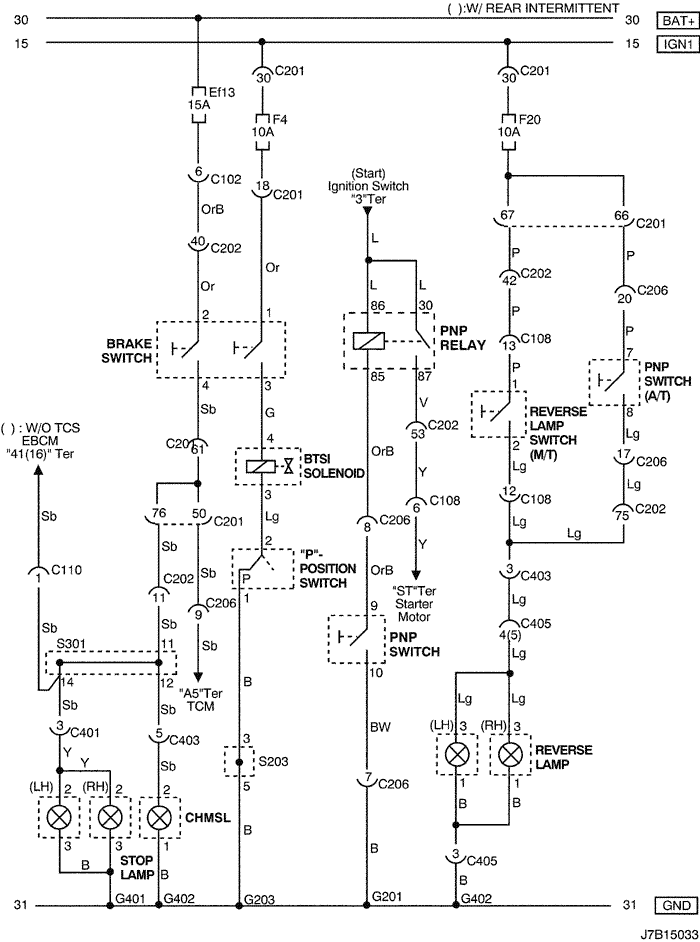 ( ):W/ REAR INTERMITTENT
30 30 BAT+
15 15 IGN1
C201 C201
30 30
Ef13
15A
F4
10A
F20
10A
6 C102
18 C201
(Start)
Ignition Switch
"3"Ter
OrB
67 66 C201
L
40 C202
P P
C202
42
C206
20
Or Or
L L
86 30
P P
2 1
PNP
RELAY
C108
13
7
BRAKE
SWITCH
PNP
SWITCH
(A/T)
P
1
85 87
4 3
8
REVERSE
LAMP
SWITCH
(M/T)
Sb G
V
( ) : W/O TCS
EBCM
"41(16)" Ter
C201
61
4
C202
53
2
Lg
OrB
17
C206
BTSI
SOLENOID
Lg
Y
3
12 C108
Lg
6 C108
75 C202
76 50 C201
Sb
Lg
8 C206
Lg
Lg
Sb
2
Y
"P"-
POSITION
SWITCH
P
1
C110
1
Sb
C202
11
C206
9
OrB
"ST"Ter
Starter
Motor
3 C403
Lg
9
C405
4(5)
Sb
S301
Sb
11
PNP
SWITCH
Lg
14 12
"A5"Ter
TCM
10
B
Sb Sb
Lg Lg
3 C401
5 C403
BW
(LH) 3 (RH) 3
3
S203
5
REVERSE
LAMP
Y
Y
Sb
7 C206
1 1
(LH) 2 (RH) 2 2
B B
CHMSL
3 3 1
B
B
3 C405
B
STOP
LAMP
B
B
31 G401 G402 G203 G201 G402 31 GND
J7B15033